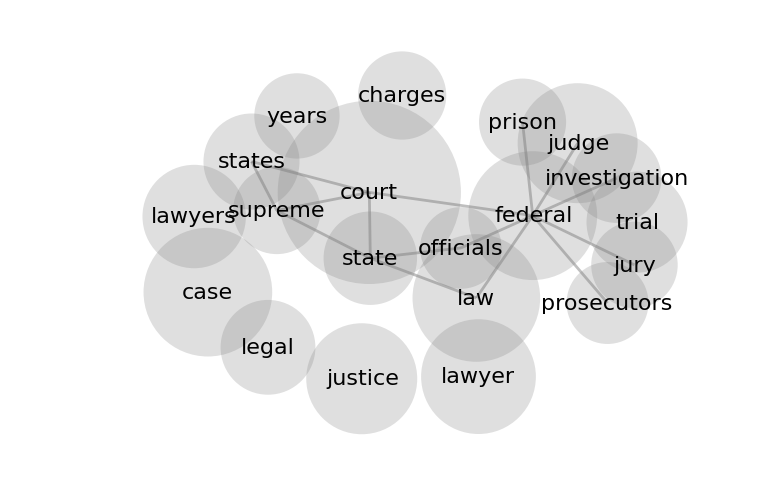 charges
years
prison
judge
states
investigation
court
supreme
lawyers
federal
trial
officials
state
jury
case
law
prosecutors
legal
justice
lawyer